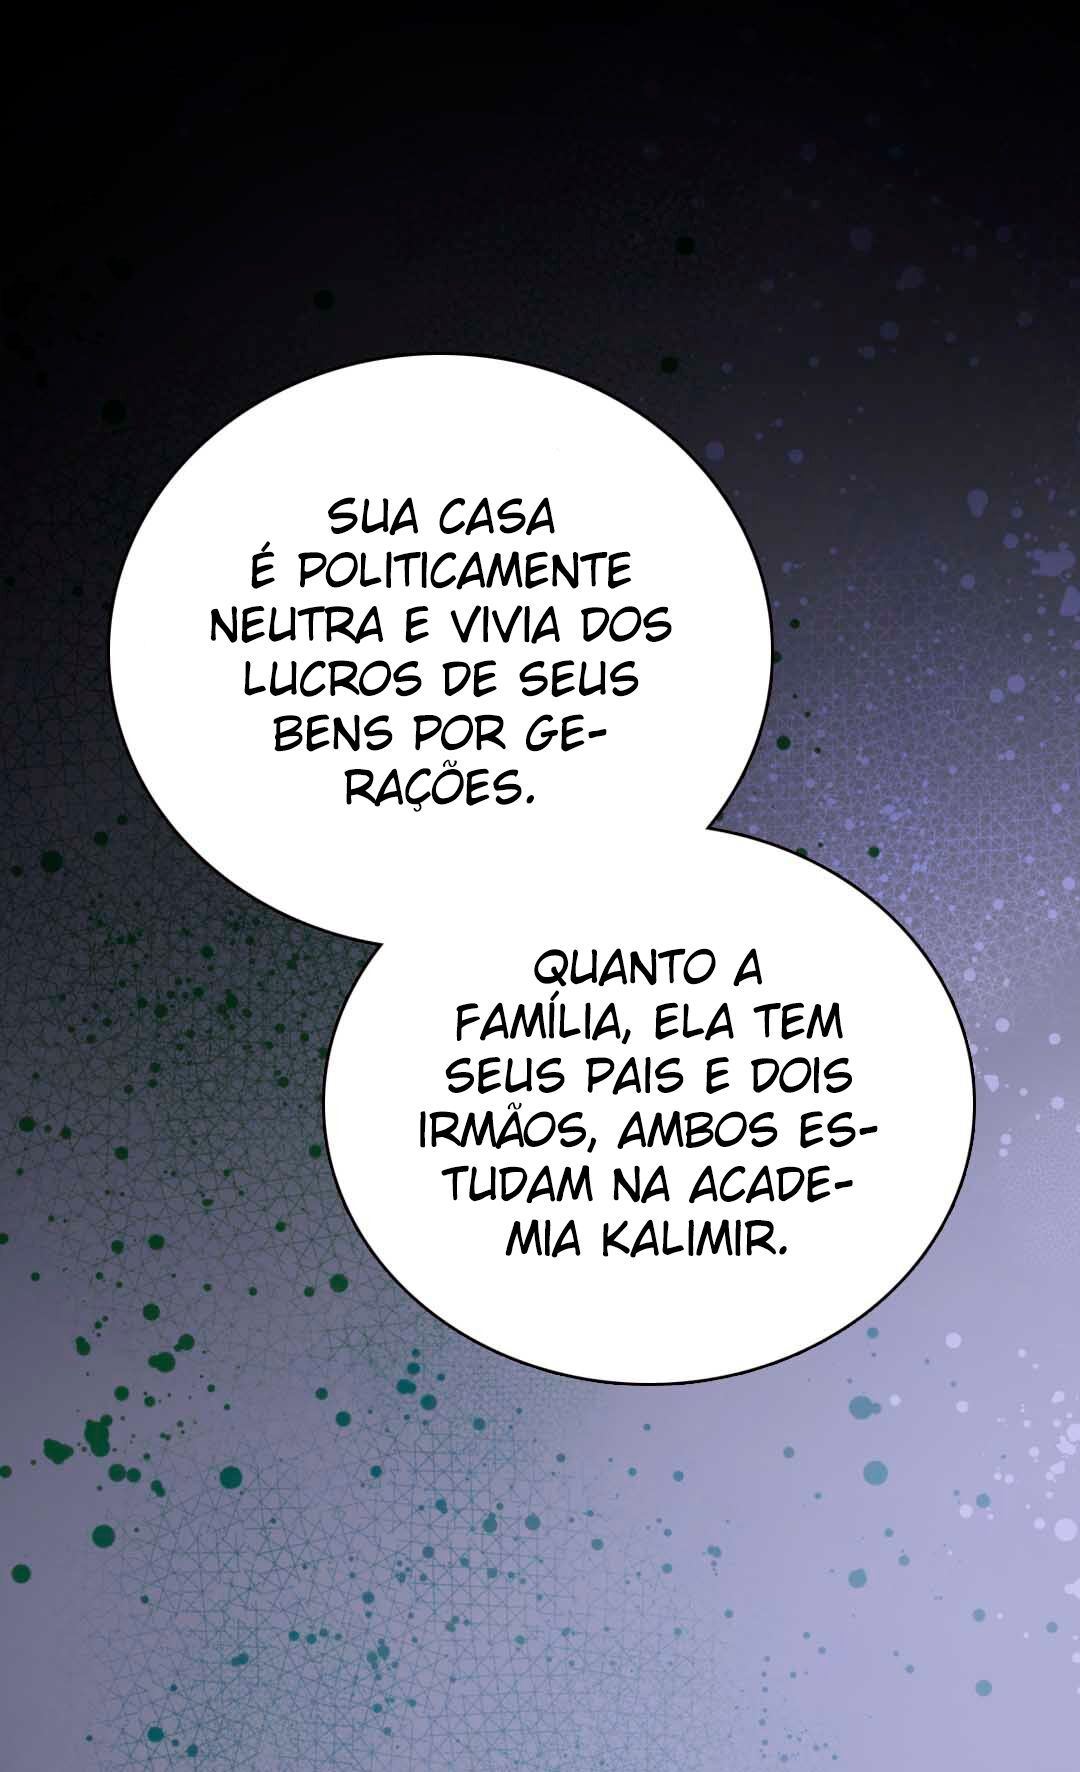 SUA CASA
É POLITICAMENTE
NEUTRA E VIVIA DOS
LUCROS DE SEUS
BENS POR GE-
RAÇÕES.
QUANTO A
FAMÍLIA, ELA TEM
SEUS PAIS E DOIS
IRMÃOS, AMBOS ES-
TUDAM NA ACADE-
MIA KALIMIR.